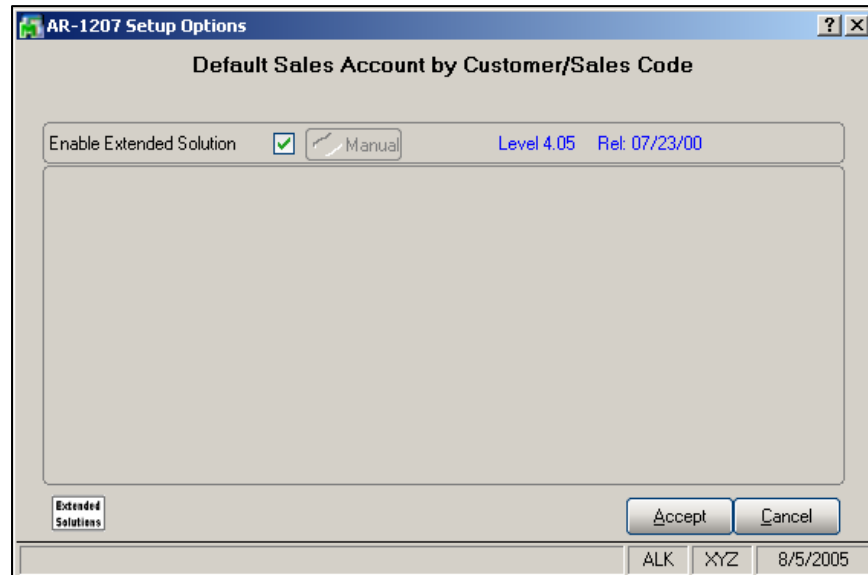 AR-1207 Setup Options
Default Sales Account by Customer/Sales Code
Enable Extended Solution Manual Level 4.05 Rel: 07/23/00
Extended
Solutions
Accept Cancel
ALK XYZ 8/5/2005